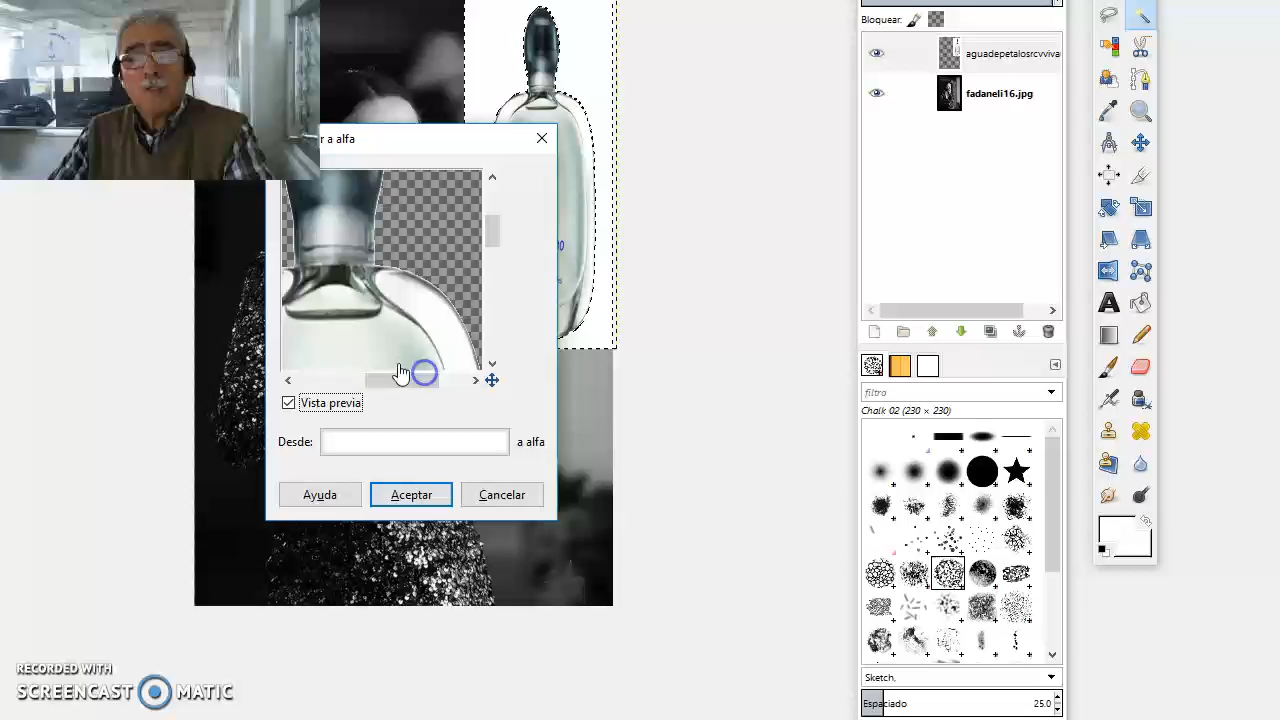 Bloquear:
aguadepetalosrcvviva
fadaneli16.jpg
r a alfa
Vista previa
Desde:
a alfa
Ayuda
Aceptar
Cancelar
filtro
Chalk 02 (230 × 230)
Sketch,
Espaciado
25.0
RECORDED WITH
SCREENCAST MATIC